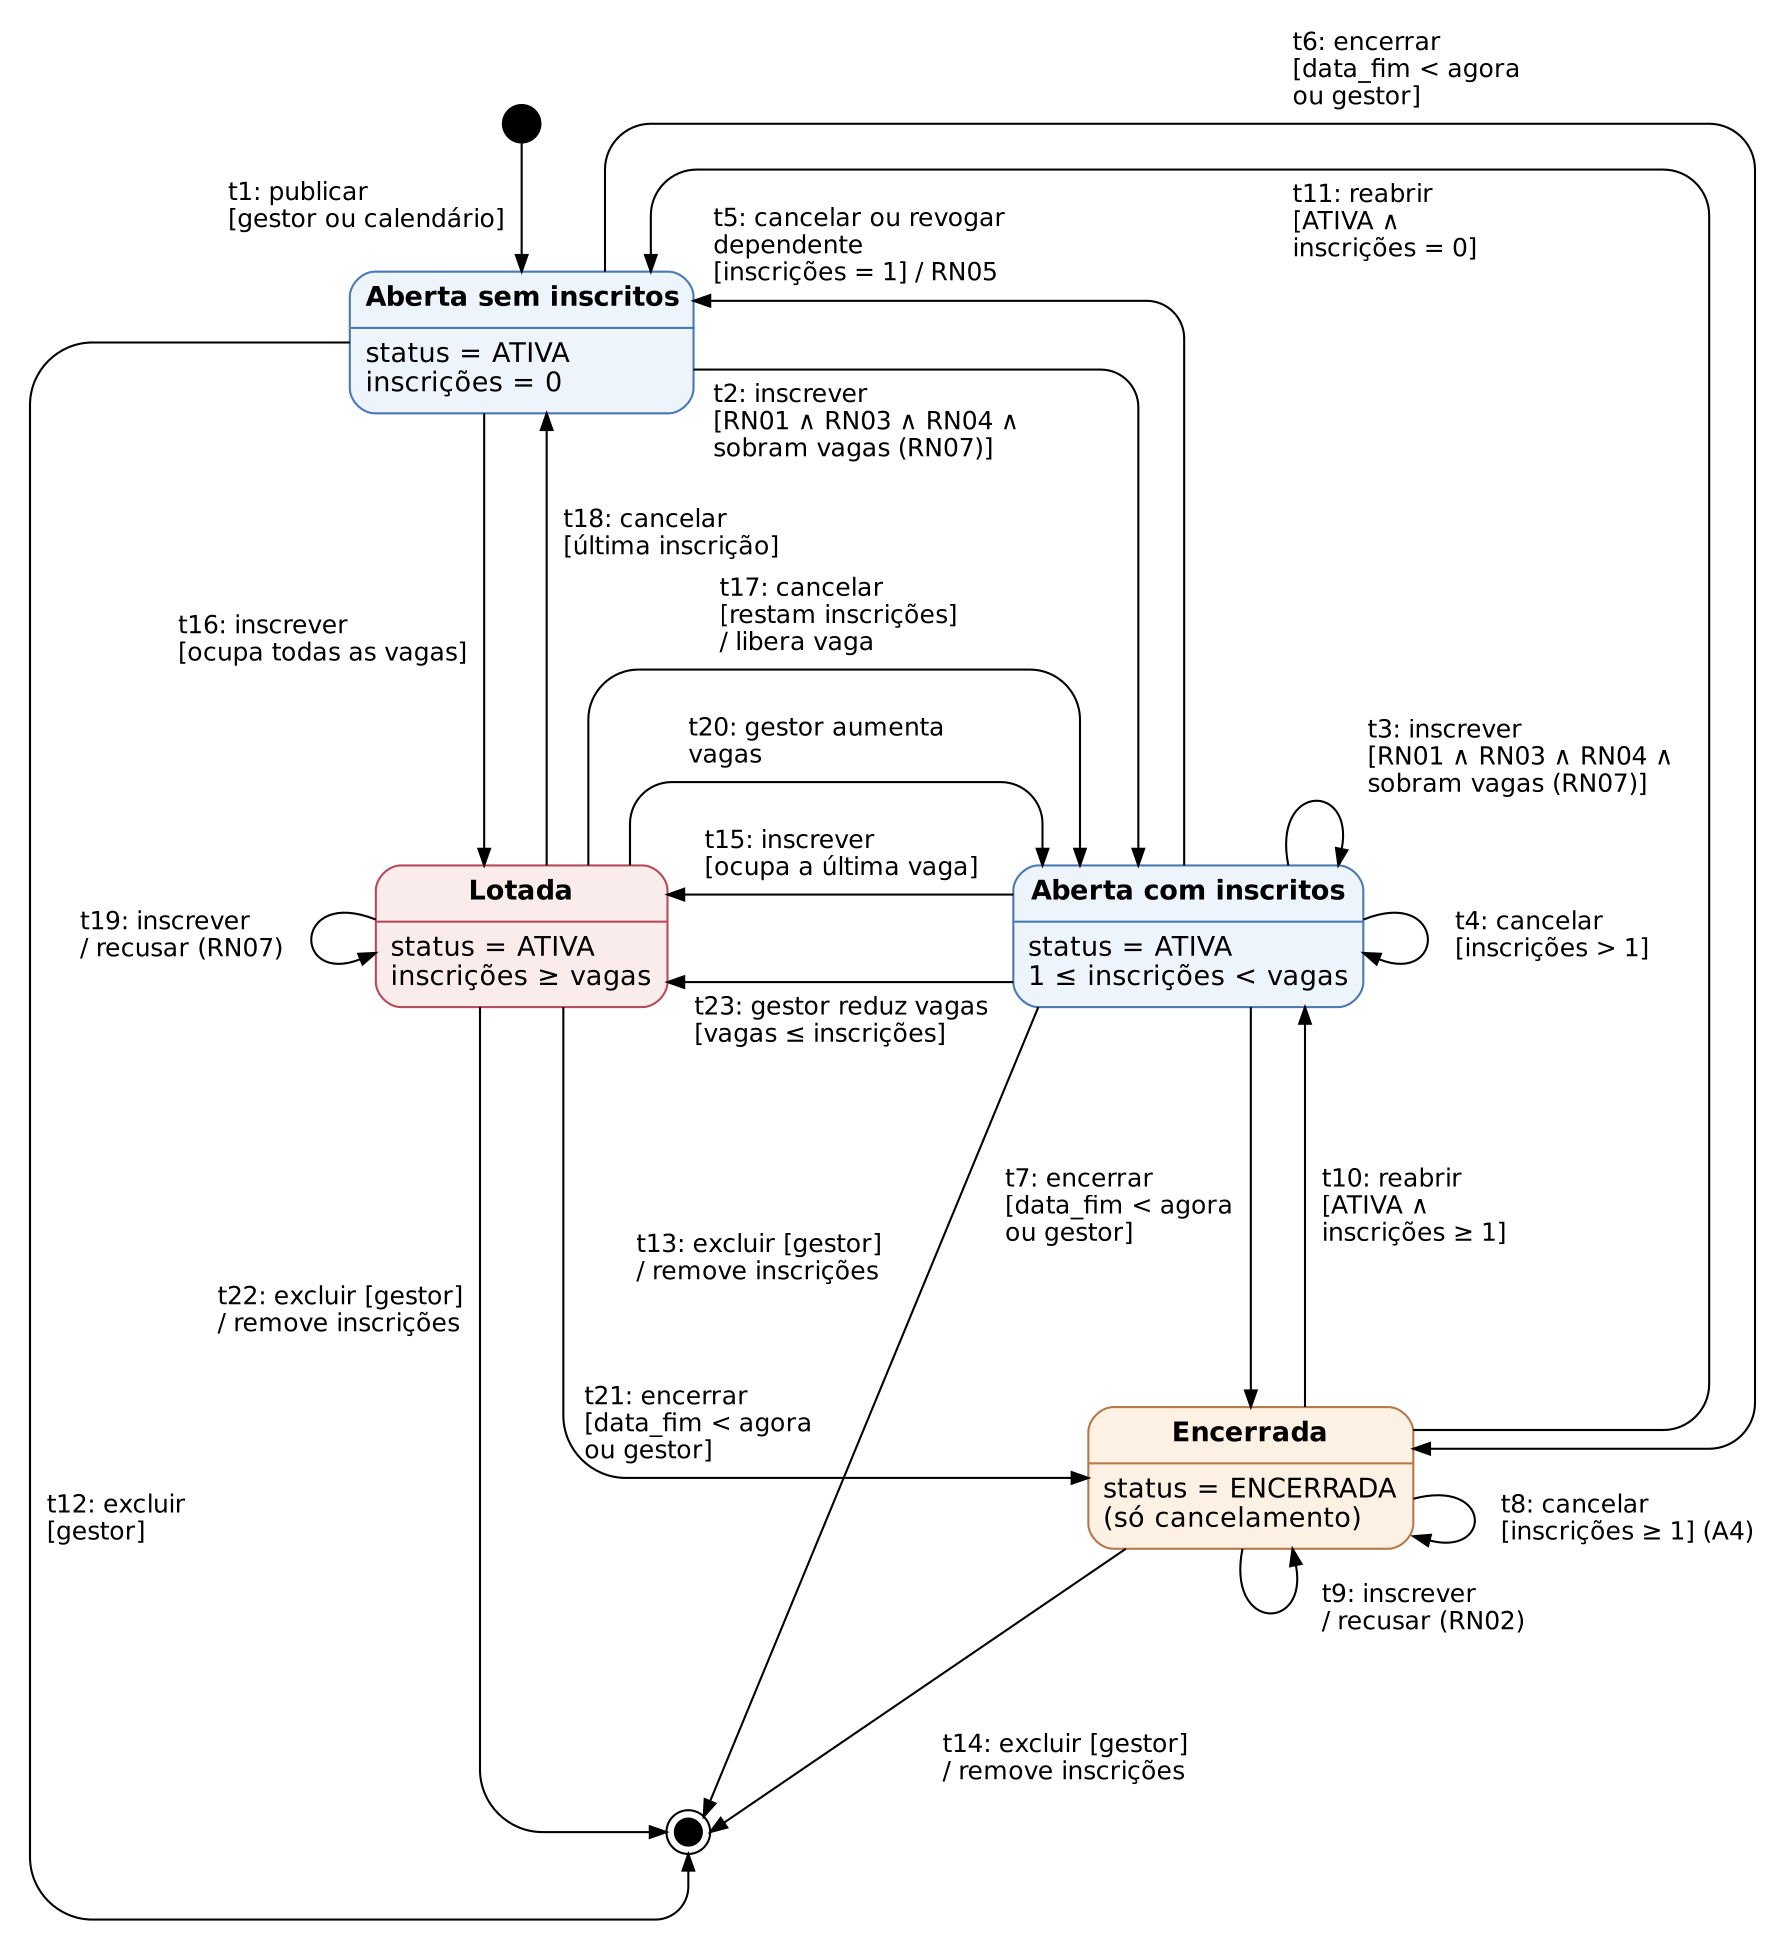 t6: encerrar
[data_fim < agora
ou gestor]
t1: publicar
[gestor ou calendário]
t11: reabrir
[ATIVA ∧
inscrições = 0]
t5: cancelar ou revogar
dependente
[inscrições = 1] / RN05
Aberta sem inscritos
status = ATIVA
inscrições = 0
t2: inscrever
[RN01 ∧ RN03 ∧ RN04 ∧
sobram vagas (RN07)]
t18: cancelar
[última inscrição]
t17: cancelar
[restam inscrições]
/ libera vaga
t16: inscrever
[ocupa todas as vagas]
t20: gestor aumenta
vagas
t3: inscrever
[RN01 ∧ RN03 ∧ RN04 ∧
sobram vagas (RN07)]
t15: inscrever
[ocupa a última vaga]
Lotada
status = ATIVA
inscrições ≥ vagas
Aberta com inscritos
status = ATIVA
1 ≤ inscrições < vagas
t19: inscrever
/ recusar (RN07)
t4: cancelar
[inscrições > 1]
t23: gestor reduz vagas
[vagas ≤ inscrições]
t7: encerrar
[data_fim < agora
ou gestor]
t10: reabrir
[ATIVA ∧
inscrições ≥ 1]
t13: excluir [gestor]
/ remove inscrições
t22: excluir [gestor]
/ remove inscrições
t21: encerrar
[data_fim < agora
ou gestor]
Encerrada
status = ENCERRADA
(só cancelamento)
t12: excluir
[gestor]
t8: cancelar
[inscrições ≥ 1] (A4)
t9: inscrever
/ recusar (RN02)
t14: excluir [gestor]
/ remove inscrições